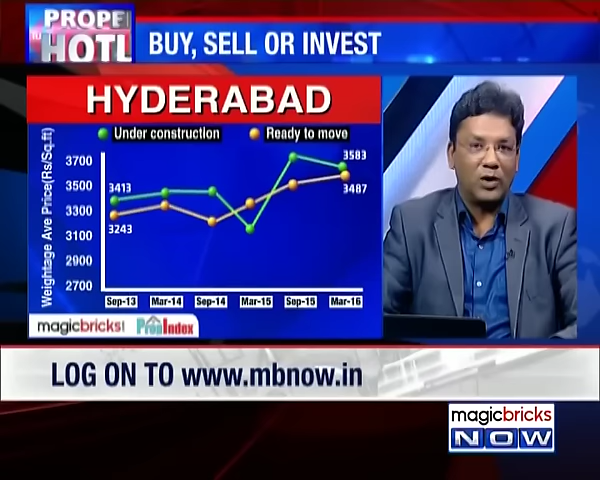 PROPE
TU
HOTL
BUY, SELL OR INVEST
HYDERABAD
Under construction
Ready to move
Weightage Ave Price(Rs/Sq.ft)
3700
3500
3300
3100
2900
2700
3413
3243
3583
3487
Sep-13
Mar-14
Sep-14
Mar-15
Sep-15
Mar-16
magicbricks!
PropIndex
LOG ON TO www.mbnow.in
magicbricks
NOW